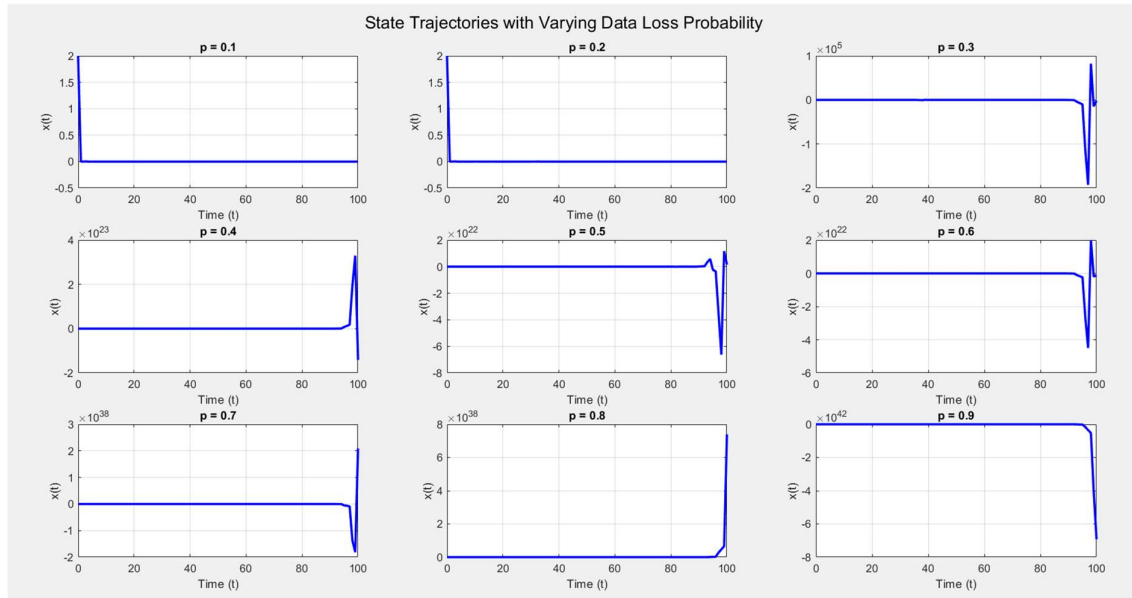 State Trajectories with Varying Data Loss Probability
p = 0.1
2
1.5
1
0.5
0
-0.5
x(t)
0 20 40 60 80 100
Time (t)
p = 0.2
2
1.5
1
0.5
0
-0.5
x(t)
0 20 40 60 80 100
Time (t)
p = 0.3
×10^5
1
0
-1
-2
x(t)
0 20 40 60 80 100
Time (t)
p = 0.4
×10^23
4
2
0
-2
x(t)
0 20 40 60 80 100
Time (t)
p = 0.5
×10^22
2
0
-2
-4
-6
-8
x(t)
0 20 40 60 80 100
Time (t)
p = 0.6
×10^22
2
0
-2
-4
-6
x(t)
0 20 40 60 80 100
Time (t)
p = 0.7
×10^38
3
2
1
0
-1
-2
x(t)
0 20 40 60 80 100
Time (t)
p = 0.8
×10^38
8
6
4
2
0
x(t)
0 20 40 60 80 100
Time (t)
p = 0.9
×10^42
0
-2
-4
-6
-8
x(t)
0 20 40 60 80 100
Time (t)